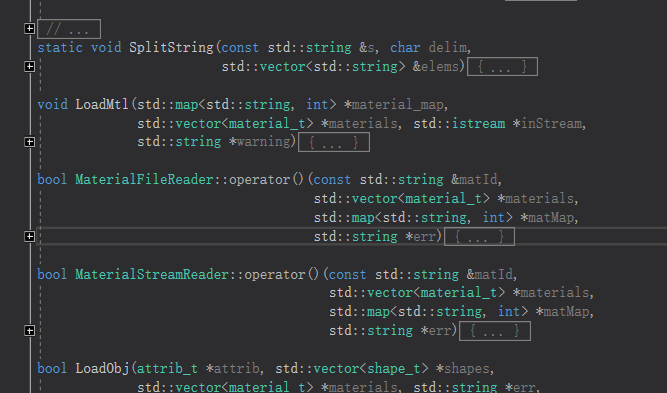 // ...
static void SplitString(const std::string &s, char delim,
std::vector<std::string> &elems) { ... }
void LoadMtl(std::map<std::string, int> *material_map,
std::vector<material_t> *materials, std::istream *inStream,
std::string *warning) { ... }
bool MaterialFileReader::operator()(const std::string &matId,
std::vector<material_t> *materials,
std::map<std::string, int> *matMap,
std::string *err) { ... }
bool MaterialStreamReader::operator()(const std::string &matId,
std::vector<material_t> *materials,
std::map<std::string, int> *matMap,
std::string *err) { ... }
bool LoadObj(attrib_t *attrib, std::vector<shape_t> *shapes,
std::vector<material_t> *materials, std::string *err,